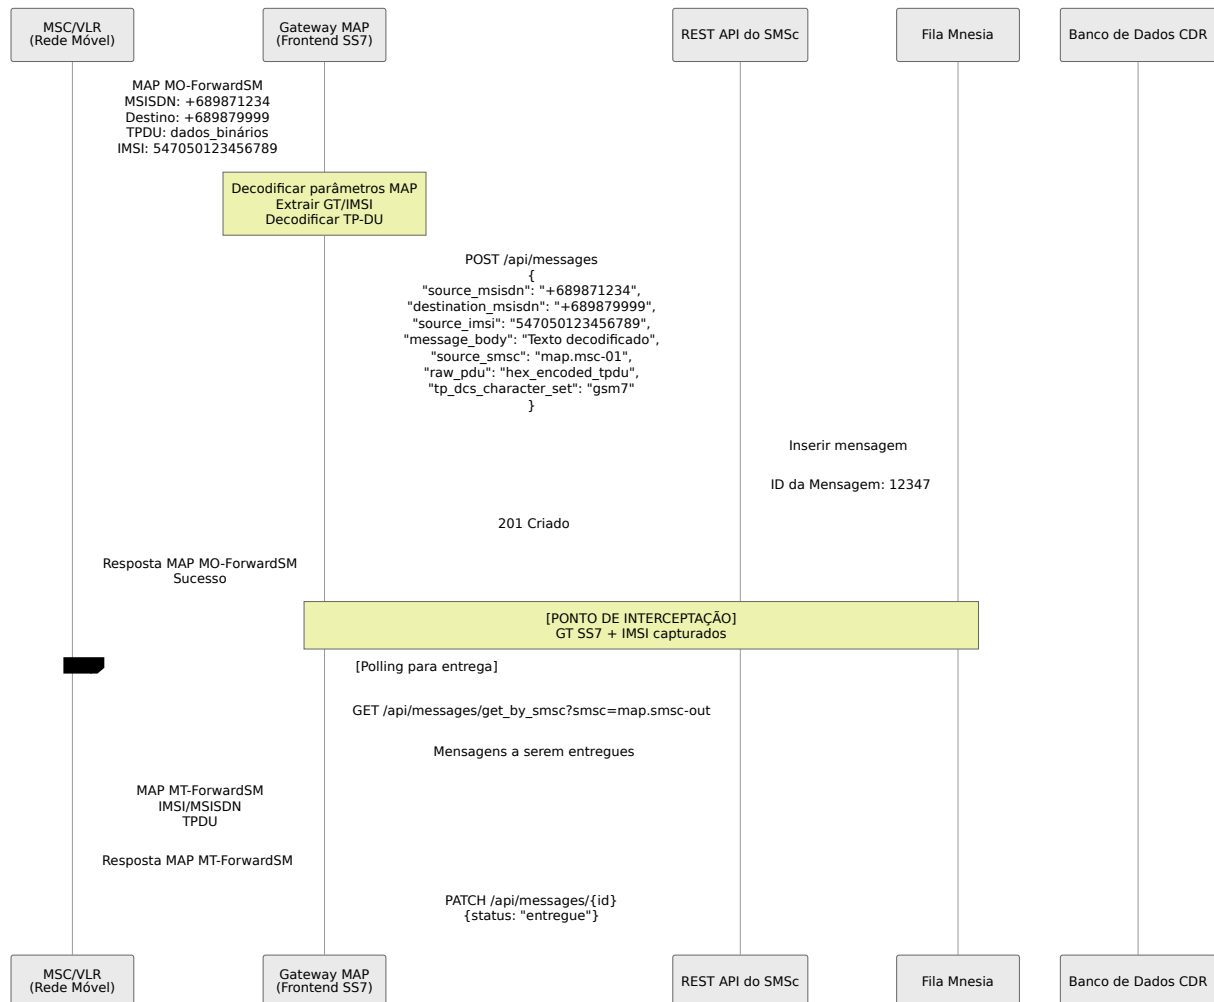 MSC/VLR
(Rede Móvel)
Gateway MAP
(Frontend SS7)
REST API do SMSc
Fila Mnesia
Banco de Dados CDR
MAP MO-ForwardSM
MSISDN: +689871234
Destino: +689879999
TPDU: dados_binários
IMSI: 547050123456789
Decodificar parâmetros MAP
Extrair GT/IMSI
Decodificar TP-DU
POST /api/messages
{
"source_msisdn": "+689871234",
"destination_msisdn": "+689879999",
"source_imsi": "547050123456789",
"message_body": "Texto decodificado",
"source_smsc": "map.msc-01",
"raw_pdu": "hex_encoded_tpdu",
"tp_dcs_character_set": "gsm7"
}
Inserir mensagem
ID da Mensagem: 12347
201 Criado
Resposta MAP MO-ForwardSM
Sucesso
[PONTO DE INTERCEPTAÇÃO]
GT SS7 + IMSI capturados
[Polling para entrega]
GET /api/messages/get_by_smsc?smsc=map.smsc-out
Mensagens a serem entregues
MAP MT-ForwardSM
IMSI/MSISDN
TPDU
Resposta MAP MT-ForwardSM
PATCH /api/messages/{id}
{status: "entregue"}
MSC/VLR
(Rede Móvel)
Gateway MAP
(Frontend SS7)
REST API do SMSc
Fila Mnesia
Banco de Dados CDR